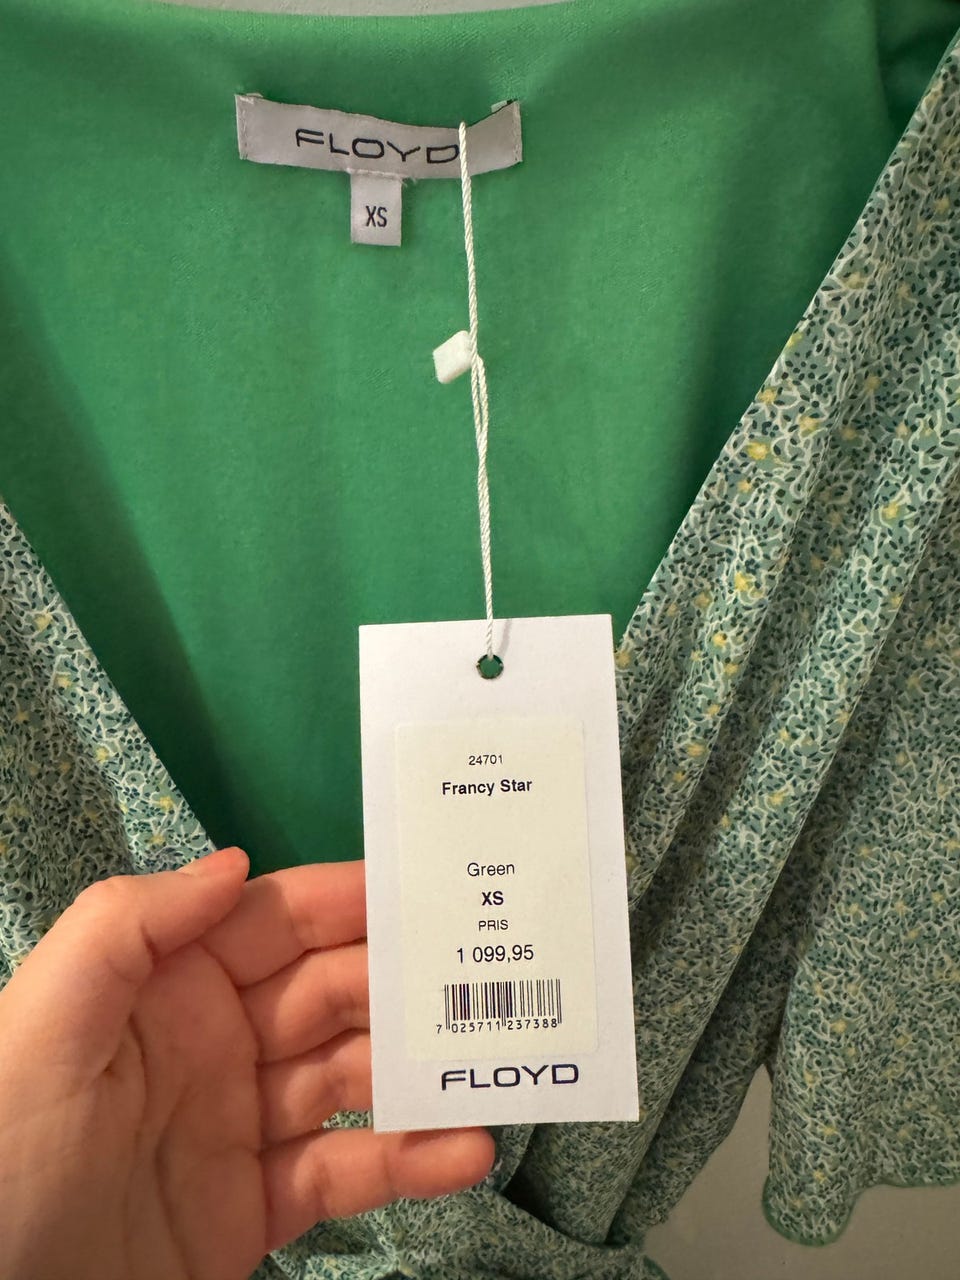 FLOYD
XS
24701
Francy Star
Green
XS
PRIS
1 099,95
7 025711 237388
FLOYD